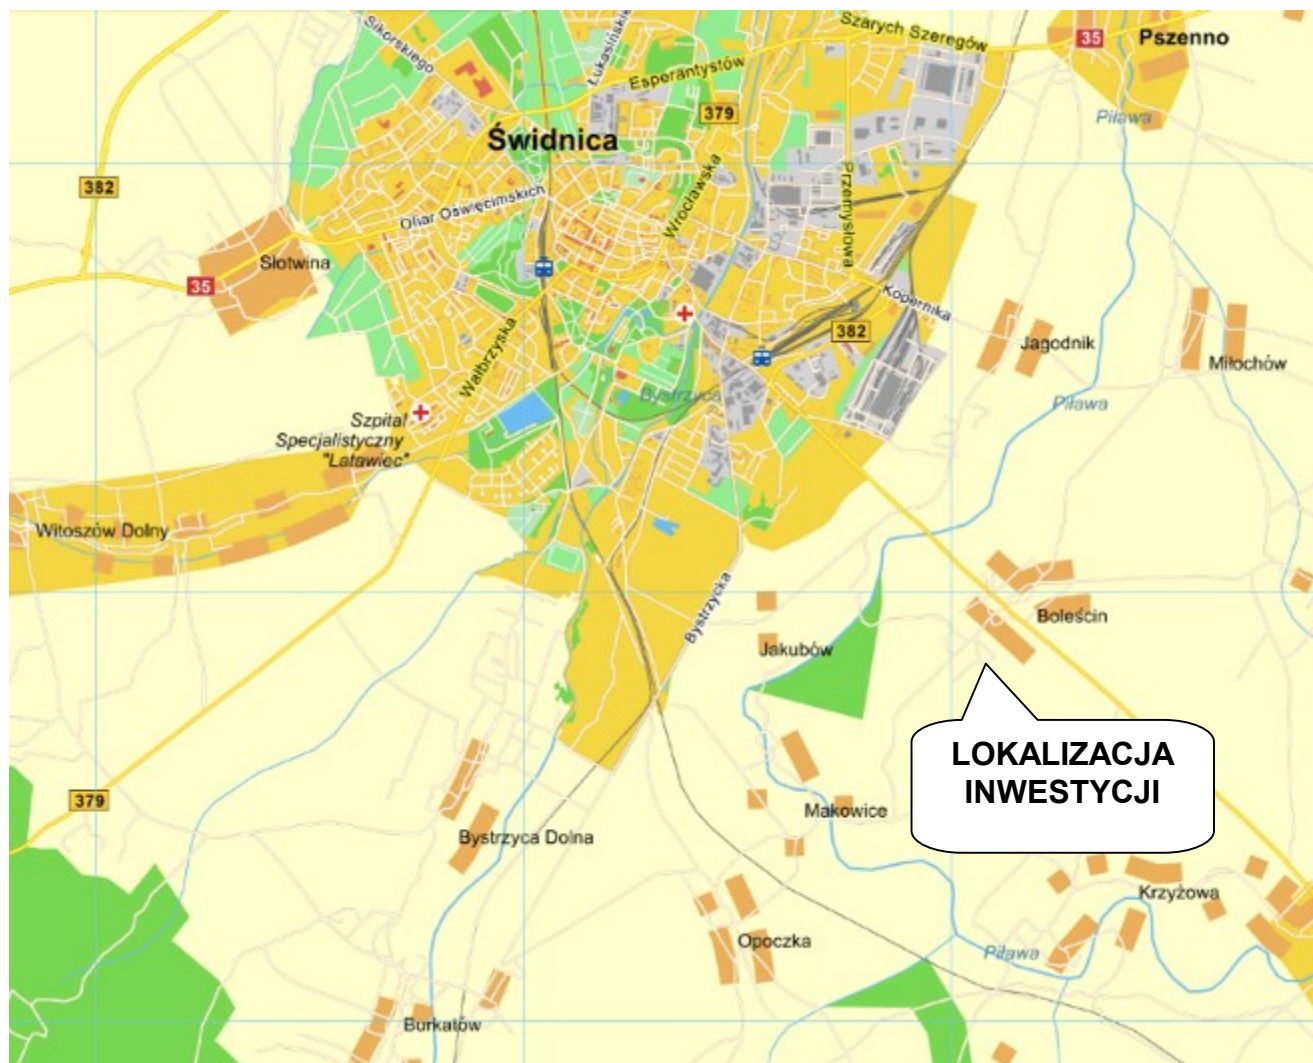 Szarych Szeregów
35
Pszenno
Sikorskiego
Łukasińskie
Esperantystów
379
Piława
Świdnica
382
Ofiar Oświęcimskich
Wrocławska
Przemysłowa
Słotwina
35
Kopernika
382
Wałbrzyska
Jagodnik
Miłochów
Bystrzyca
Piława
Szpital
Specjalistyczny
"Latawiec"
Witoszów Dolny
Bystrzycka
Boleścin
Jakubów
LOKALIZACJA
INWESTYCJI
379
Makowice
Bystrzyca Dolna
Krzyżowa
Opoczka
Piława
Burkatów